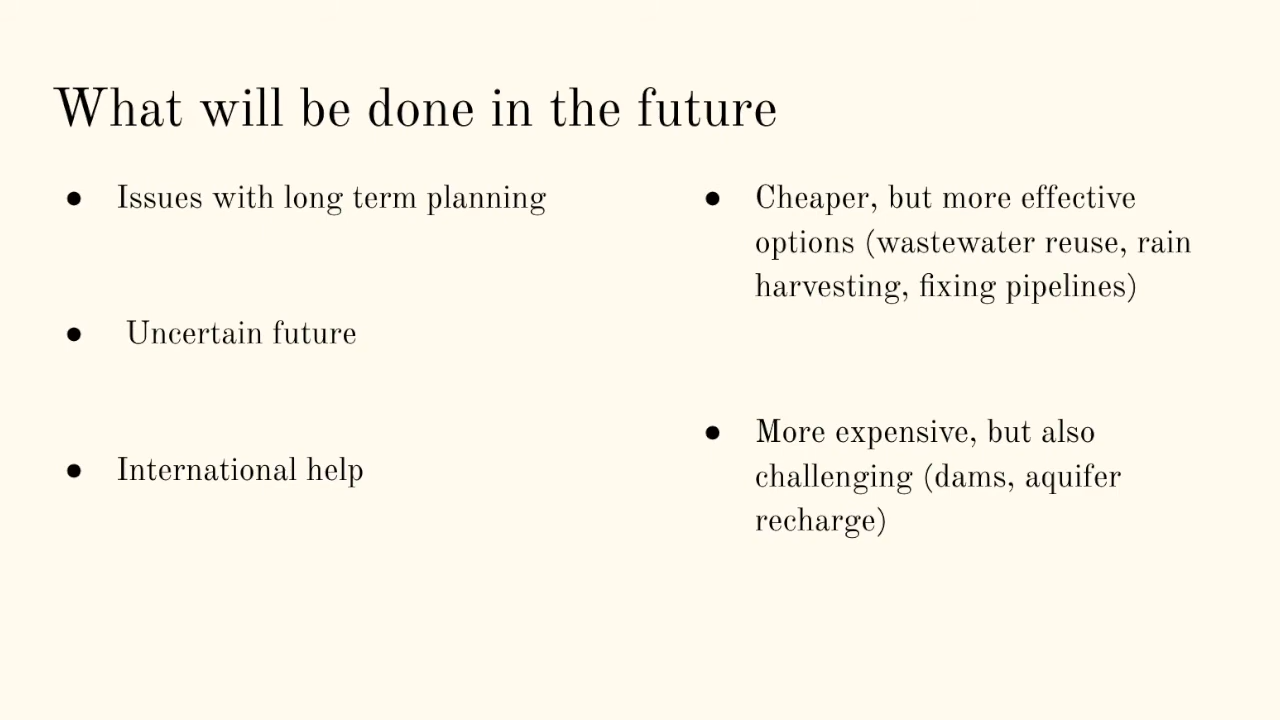 What will be done in the future
● Issues with long term planning
● Uncertain future
● International help
● Cheaper, but more effective
options (wastewater reuse, rain
harvesting, fixing pipelines)
● More expensive, but also
challenging (dams, aquifer
recharge)